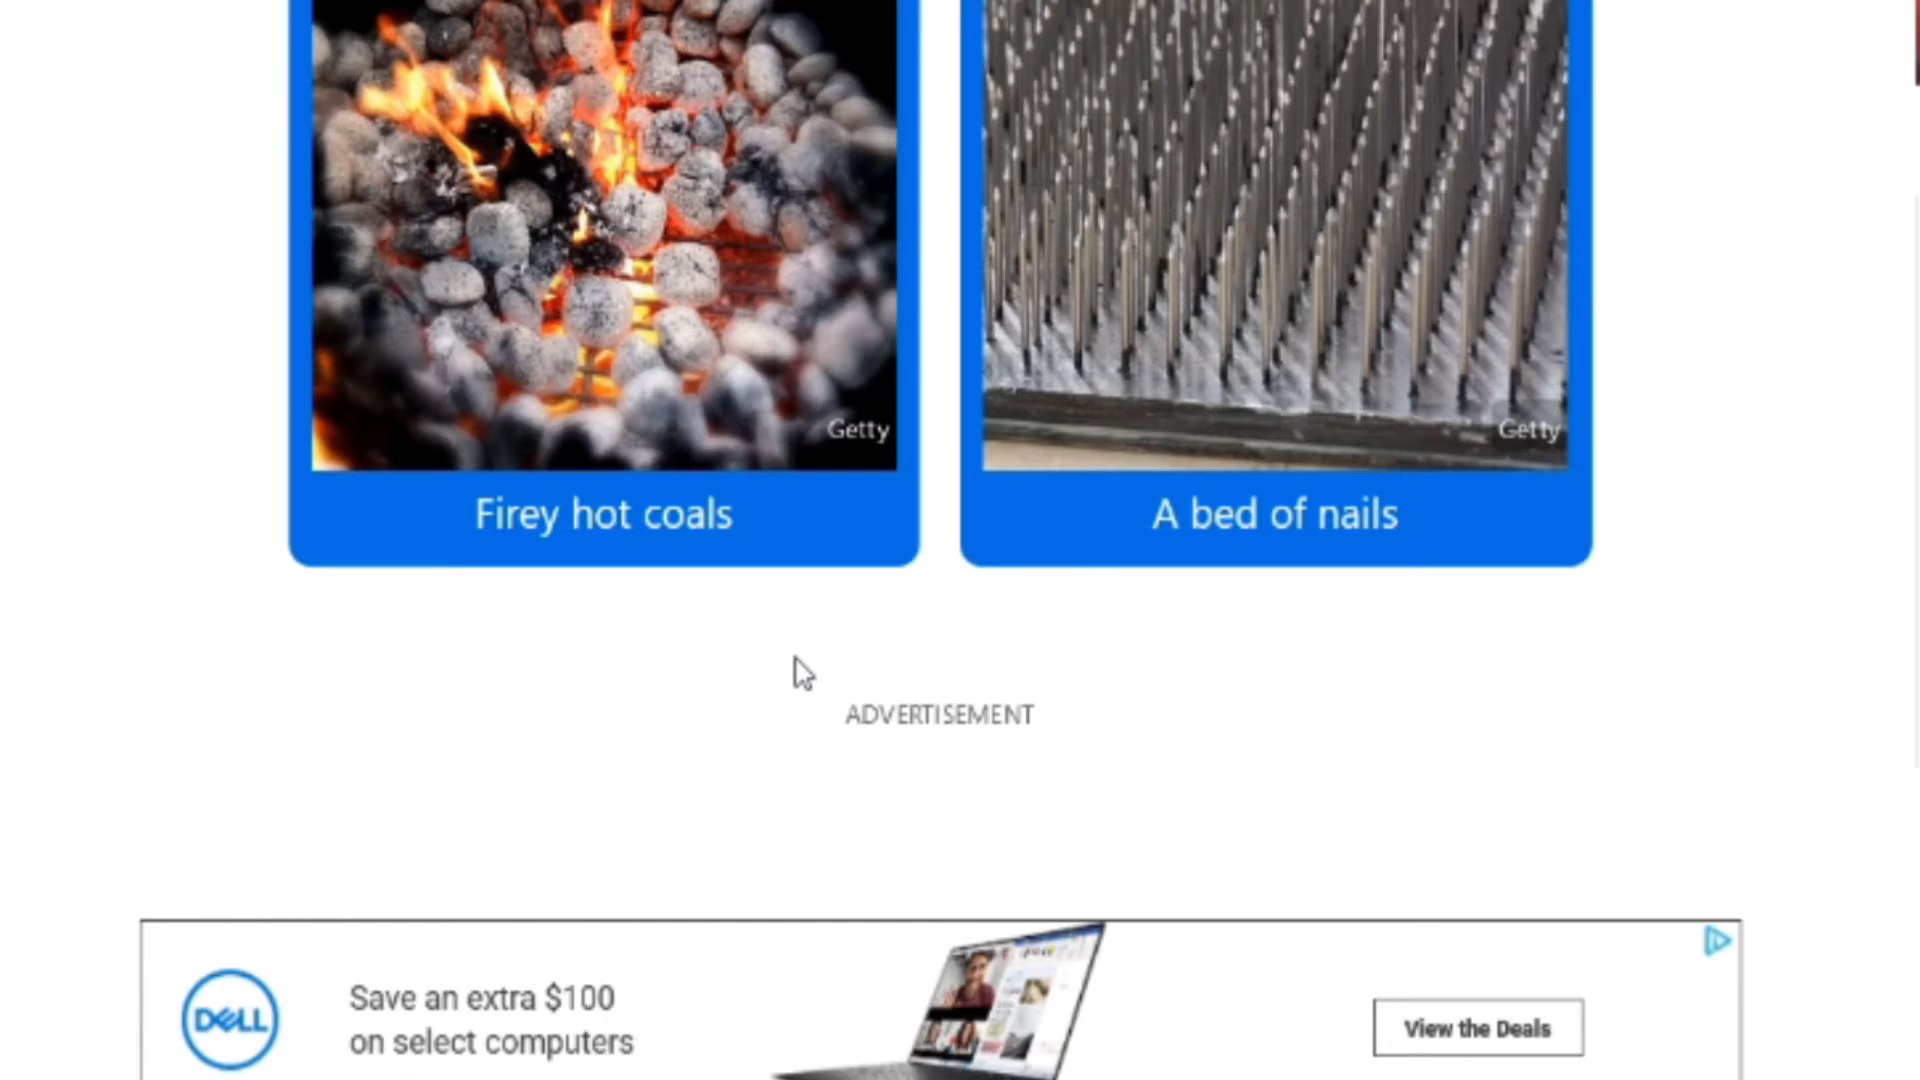 Getty
Getty
Firey hot coals
A bed of nails
ADVERTISEMENT
DELL
Save an extra $100
on select computers
View the Deals